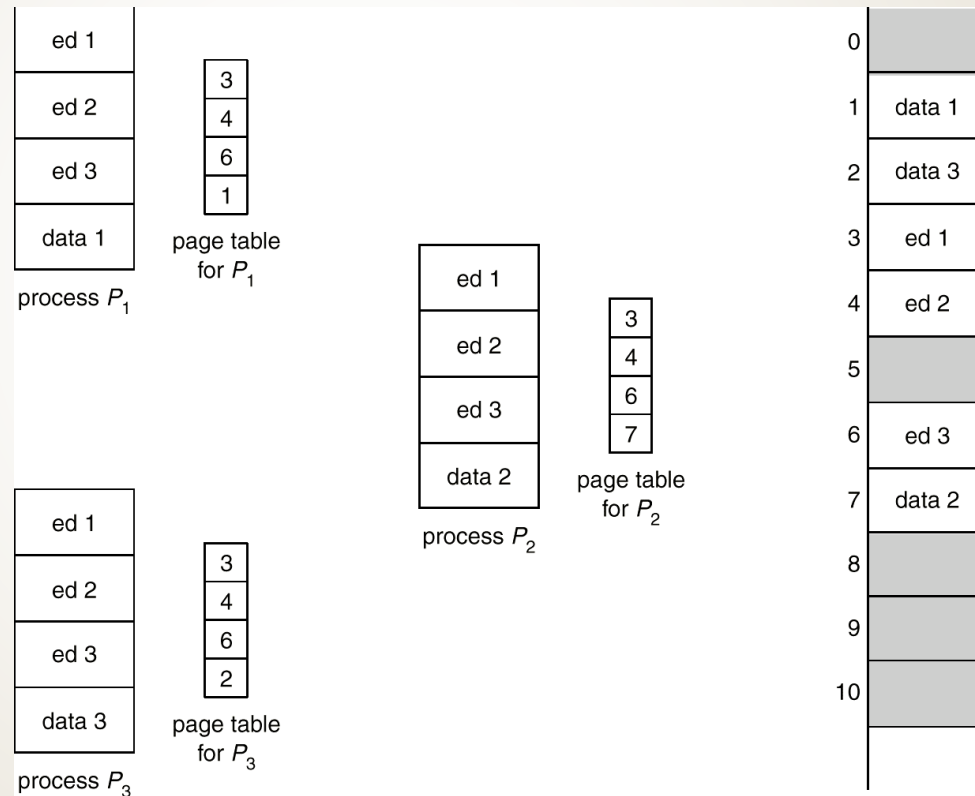 ed 1
ed 2
ed 3
data 1
process P1
3
4
6
1
page table
for P1
ed 1
ed 2
ed 3
data 2
process P2
3
4
6
7
page table
for P2
ed 1
ed 2
ed 3
data 3
process P3
3
4
6
2
page table
for P3
0
1 data 1
2 data 3
3 ed 1
4 ed 2
5
6 ed 3
7 data 2
8
9
10